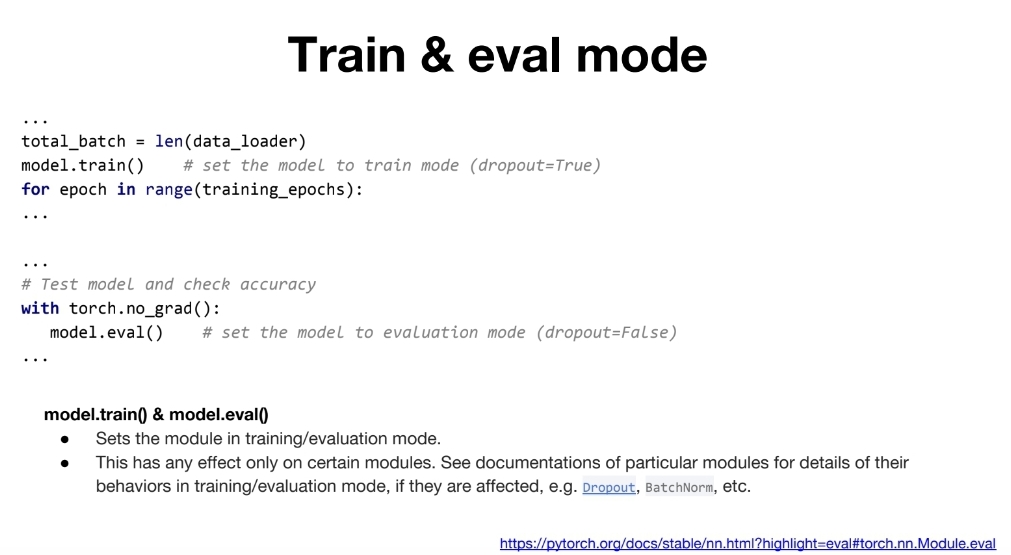 Train & eval mode
...
total_batch = len(data_loader)
model.train()    # set the model to train mode (dropout=True)
for epoch in range(training_epochs):
...
...
# Test model and check accuracy
with torch.no_grad():
   model.eval()    # set the model to evaluation mode (dropout=False)
...
model.train() & model.eval()
● Sets the module in training/evaluation mode.
● This has any effect only on certain modules. See documentations of particular modules for details of their
behaviors in training/evaluation mode, if they are affected, e.g. Dropout, BatchNorm, etc.
https://pytorch.org/docs/stable/nn.html?highlight=eval#torch.nn.Module.eval